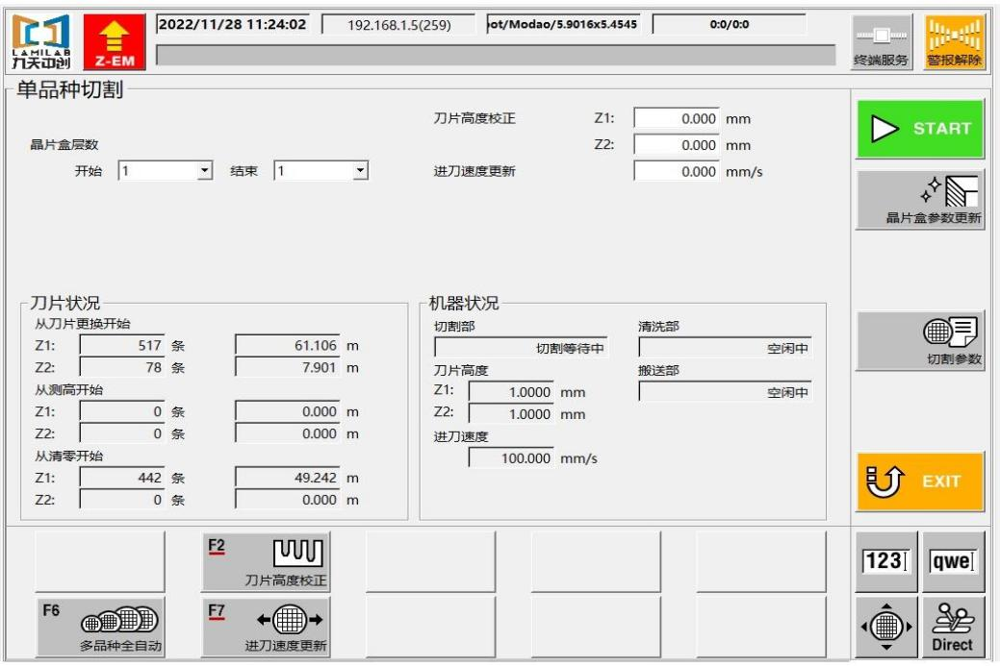 LAMILAB
九天中创
Z-EM
2022/11/28 11:24:02
192.168.1.5(259)
ot/Modao/5.9016x5.4545
0:0/0:0
终端服务
警报解除
单品种切割
刀片高度校正 Z1: 0.000 mm
Z2: 0.000 mm
晶片盒层数
开始 1 结束 1
进刀速度更新 0.000 mm/s
START
晶片盒参数更新
切割参数
EXIT
刀片状况
从刀片更换开始
Z1: 517 条 61.106 m
Z2: 78 条 7.901 m
从测高开始
Z1: 0 条 0.000 m
Z2: 0 条 0.000 m
从清零开始
Z1: 442 条 49.242 m
Z2: 0 条 0.000 m
机器状况
切割部
切割等待中
清洗部
空闲中
刀片高度
Z1: 1.0000 mm
Z2: 1.0000 mm
搬送部
空闲中
进刀速度
100.000 mm/s
F2
刀片高度校正
F6
多品种全自动
F7
进刀速度更新
123
qwe
Direct